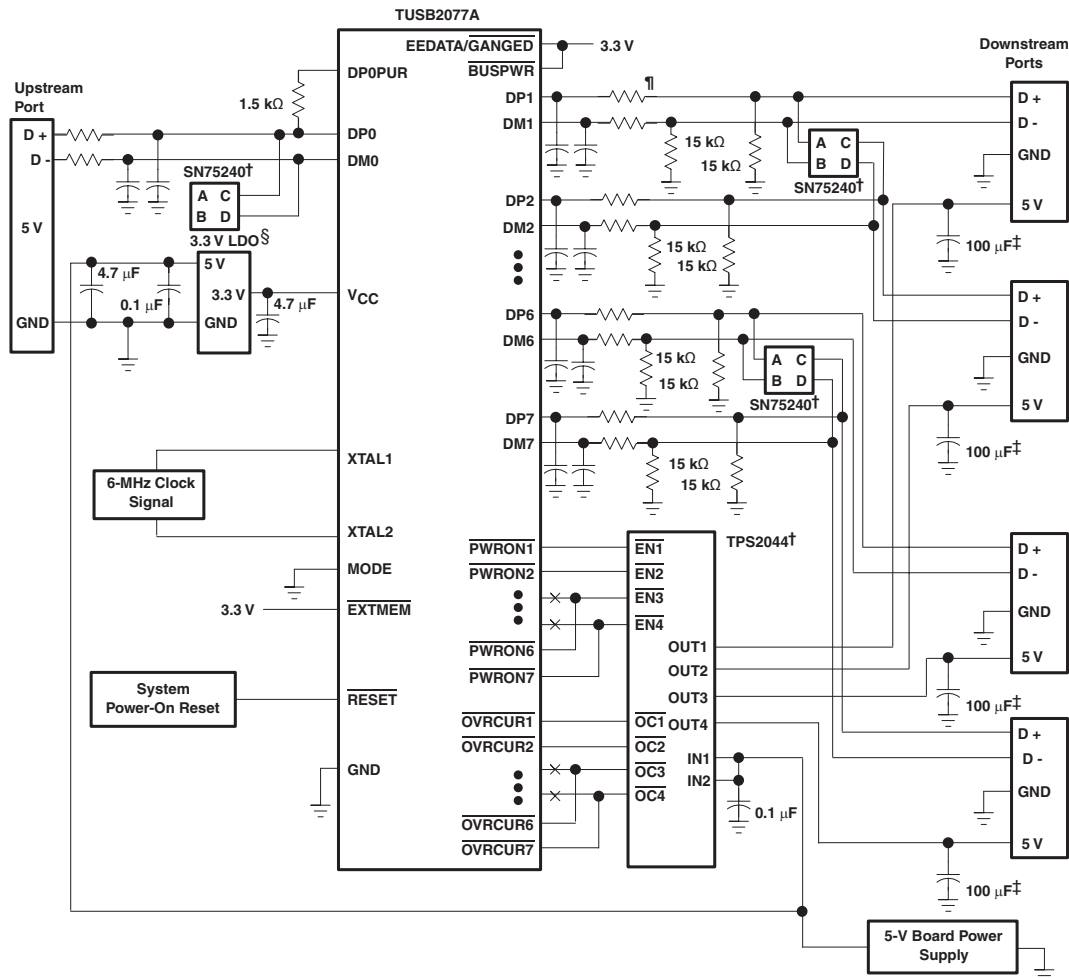 TUSB2077A
EEDATA/GANGED
3.3 V
BUSPWR
DP0PUR
1.5 kΩ
DP0
DM0
Upstream
Port
D +
D -
5 V
GND
SN75240†
A C
B D
3.3 V LDO§
5 V
3.3 V
GND
4.7 μF
0.1 μF
4.7 μF
VCC
XTAL1
6-MHz Clock
Signal
XTAL2
MODE
3.3 V
EXTMEM
System
Power-On Reset
RESET
GND
DP1
¶
DM1
15 kΩ
15 kΩ
A C
B D
SN75240†
DP2
DM2
15 kΩ
15 kΩ
DP6
DM6
15 kΩ
15 kΩ
A C
B D
SN75240†
DP7
DM7
15 kΩ
15 kΩ
PWRON1
PWRON2
PWRON6
PWRON7
OVRCUR1
OVRCUR2
OVRCUR6
OVRCUR7
TPS2044†
EN1
EN2
EN3
EN4
OUT1
OUT2
OUT3
OUT4
OC1
OC2
OC3
OC4
IN1
IN2
0.1 μF
Downstream
Ports
D +
D -
GND
5 V
100 μF‡
D +
D -
GND
5 V
100 μF‡
D +
D -
GND
5 V
100 μF‡
D +
D -
GND
5 V
100 μF‡
5-V Board Power
Supply